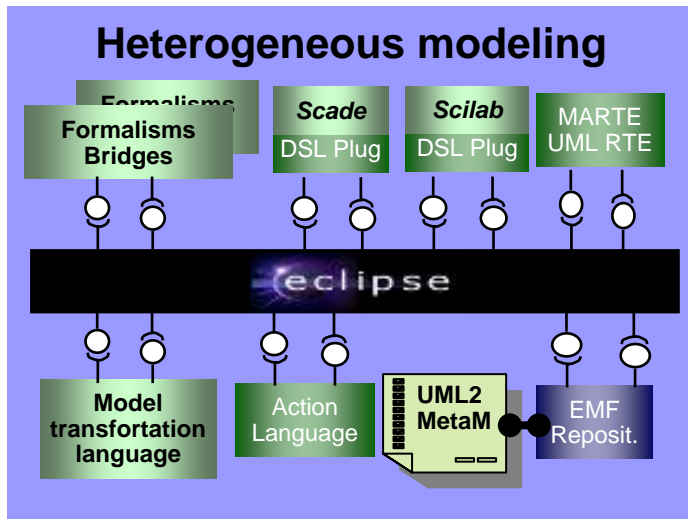 Heterogeneous modeling
Formalisms
Formalisms
Bridges
Scade
DSL Plug
Scilab
DSL Plug
MARTE
UML RTE
eclipse
Model
transfortation
language
Action
Language
UML2
MetaM
EMF
Reposit.